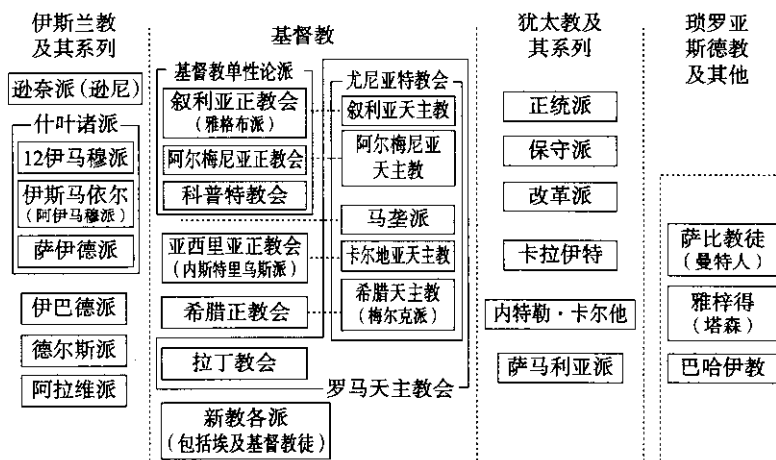 伊斯兰教
及其系列
逊奈派(逊尼)
什叶诸派
12伊马穆派
伊斯马依尔
(阿伊马穆派)
萨伊德派
伊巴德派
德尔斯派
阿拉维派
基督教
基督教单性论派
叙利亚正教会
(雅格布派)
阿尔梅尼亚正教会
科普特教会
亚西里亚正教会
(内斯特里乌斯派)
希腊正教会
拉丁教会
新教各派
(包括埃及基督教徒)
尤尼亚特教会
叙利亚天主教
阿尔梅尼亚
天主教
马垄派
卡尔地亚天主教
希腊天主教
(梅尔克派)
罗马天主教会
犹太教及
其系列
正统派
保守派
改革派
卡拉伊特
内特勒·卡尔他
萨马利亚派
琐罗亚
斯德教
及其他
萨比教徒
(曼特人)
雅梓得
(塔森)
巴哈伊教